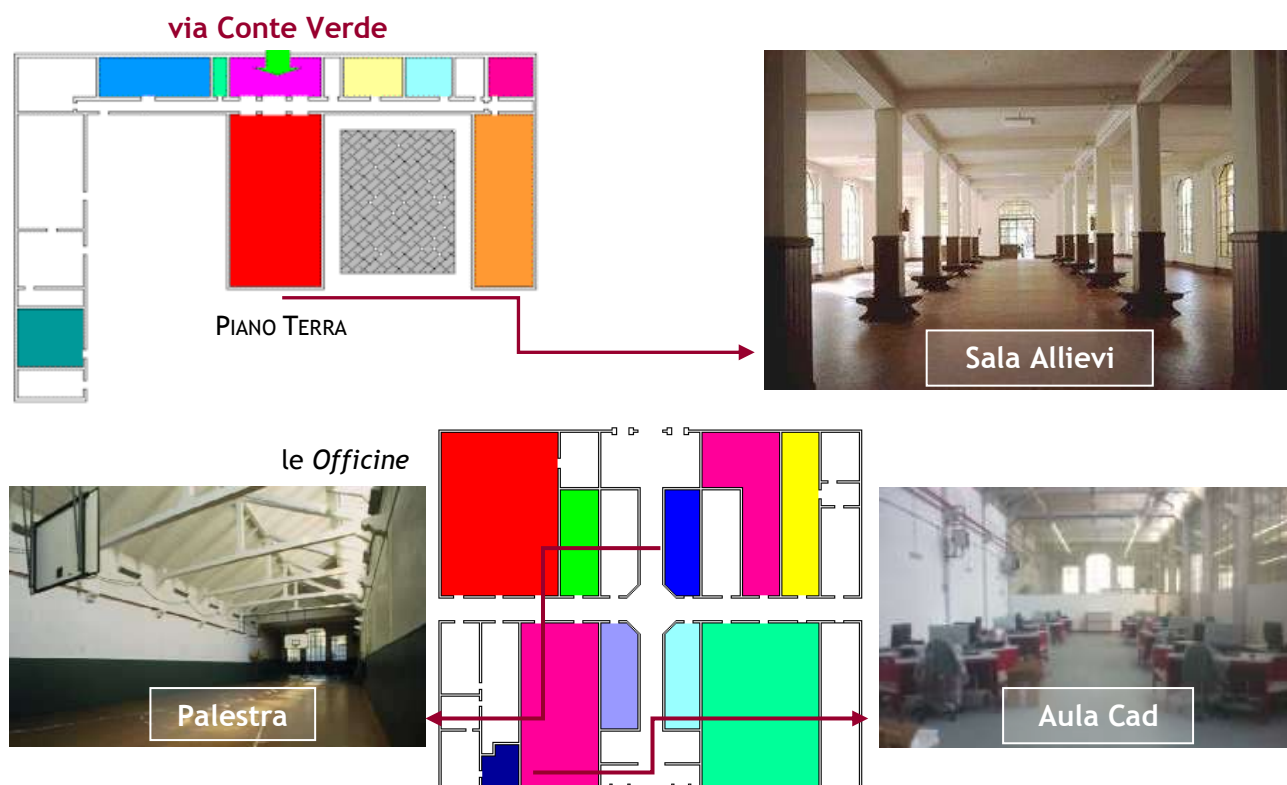 via Conte Verde
PIANO TERRA
Sala Allievi
le Officine
Palestra
Aula Cad